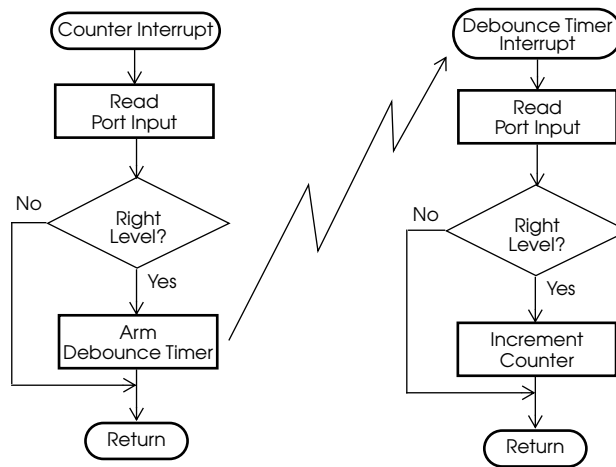 Counter Interrupt
Read
Port Input
Right
Level?
No
Yes
Arm
Debounce Timer
Return
Debounce Timer
Interrupt
Read
Port Input
Right
Level?
No
Yes
Increment
Counter
Return